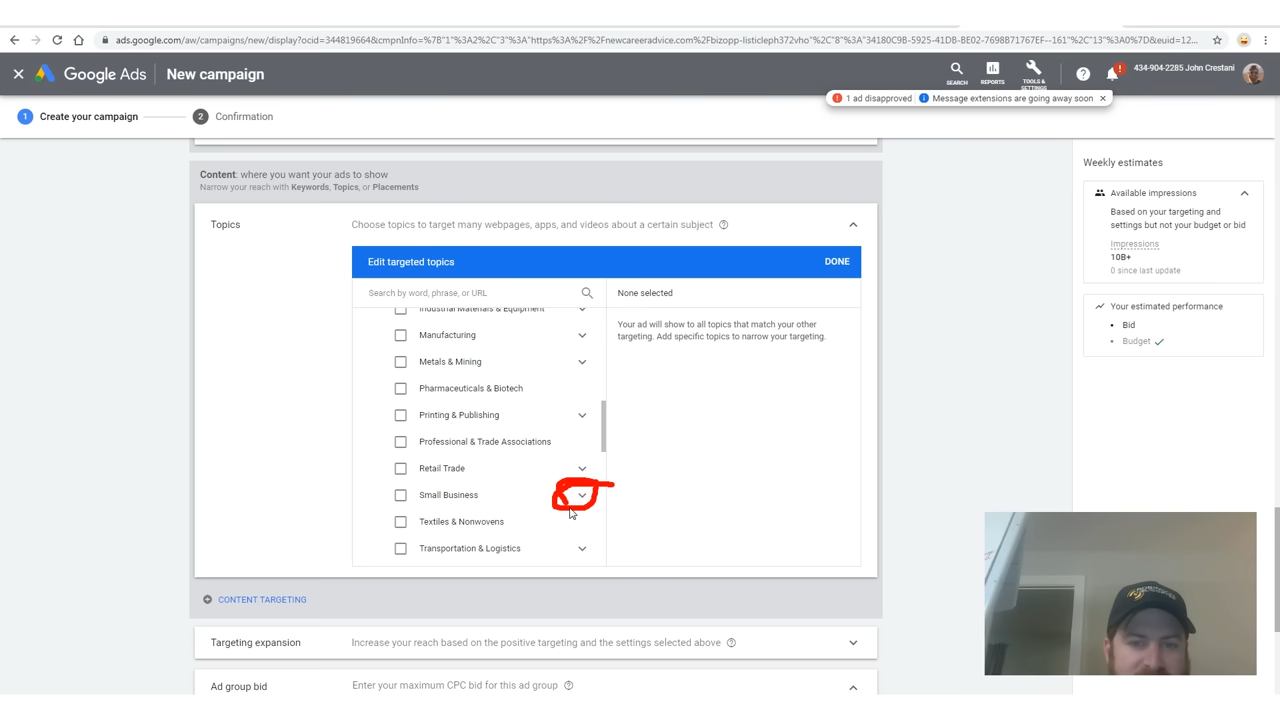 ads.google.com/aw/campaigns/new/display?ocid=344819664&cmpnInfo=%7B"1"%3A2%2C"3"%3A"https%3A%2F%2Fnewcareeradvice.com%2Fbizopp-listicleph372vho"%2C"8"%3A"34180C9B-5925-41DB-BE02-7698B71767EF--161"%2C"13"%3A0%7D&euid=12...
Google Ads
New campaign
SEARCH
REPORTS
TOOLS &
SETTINGS
434-904-2285 John Crestani
1 ad disapproved
Message extensions are going away soon
1
Create your campaign
2
Confirmation
Content: where you want your ads to show
Narrow your reach with Keywords, Topics, or Placements
Topics
Choose topics to target many webpages, apps, and videos about a certain subject
Edit targeted topics
DONE
Search by word, phrase, or URL
None selected
Industrial Materials & Equipment
Manufacturing
Metals & Mining
Pharmaceuticals & Biotech
Printing & Publishing
Professional & Trade Associations
Retail Trade
Small Business
Textiles & Nonwovens
Transportation & Logistics
Your ad will show to all topics that match your other
targeting. Add specific topics to narrow your targeting.
CONTENT TARGETING
Targeting expansion
Increase your reach based on the positive targeting and the settings selected above
Ad group bid
Enter your maximum CPC bid for this ad group
Weekly estimates
Available impressions
Based on your targeting and
settings but not your budget or bid
Impressions
10B+
0 since last update
Your estimated performance
Bid
Budget